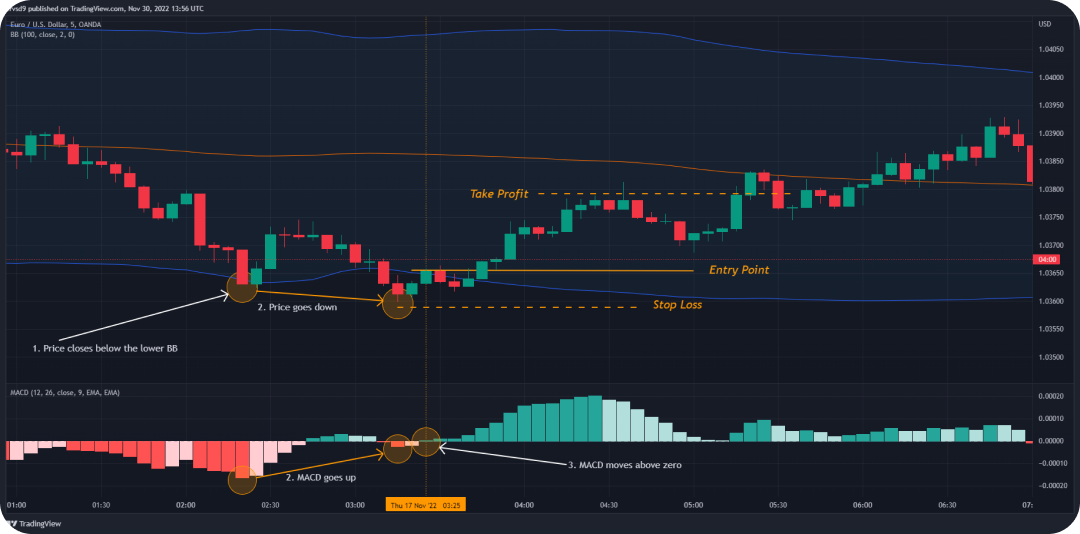 rvsd9 published on TradingView.com, Nov 30, 2022 13:56 UTC
Euro / U.S. Dollar, 5, OANDA
BB (100, close, 2, 0)
USD
1.04050
1.04000
1.03950
1.03900
1.03850
1.03800
1.03750
1.03700
04:00
1.03650
1.03600
1.03550
1.03500
Take Profit
Entry Point
Stop Loss
2. Price goes down
1. Price closes below the lower BB
MACD (12, 26, close, 9, EMA, EMA)
0.00020
0.00010
0.00000
-0.00010
-0.00020
3. MACD moves above zero
2. MACD goes up
01:00
01:30
02:00
02:30
03:00
Thu 17 Nov '22 03:25
04:00
04:30
05:00
05:30
06:00
06:30
07:
TradingView